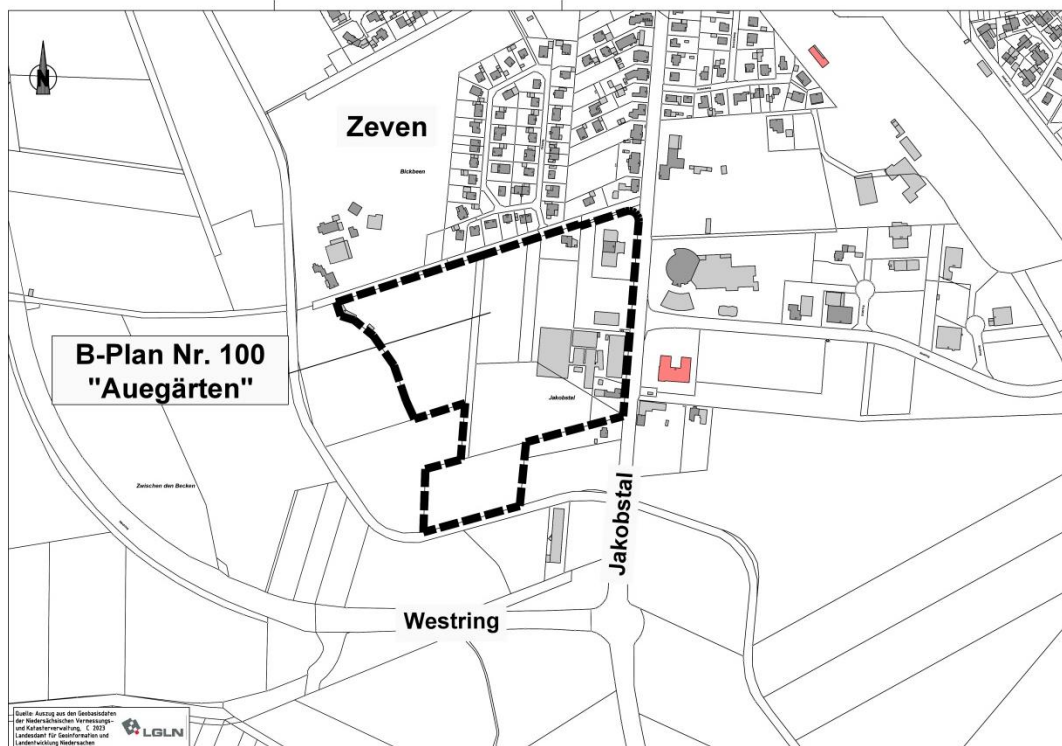 N
Zeven
Bickbeen
B-Plan Nr. 100
"Auegärten"
Jakobstal
Zwischen den Becken
Jakobstal
Westring
Quelle: Auszug aus den Geobasisdaten
der Niedersächsischen Vermessungs-
und Katasterverwaltung, © 2023
Landesamt für Geoinformation und
Landentwicklung Niedersachen
LGLN